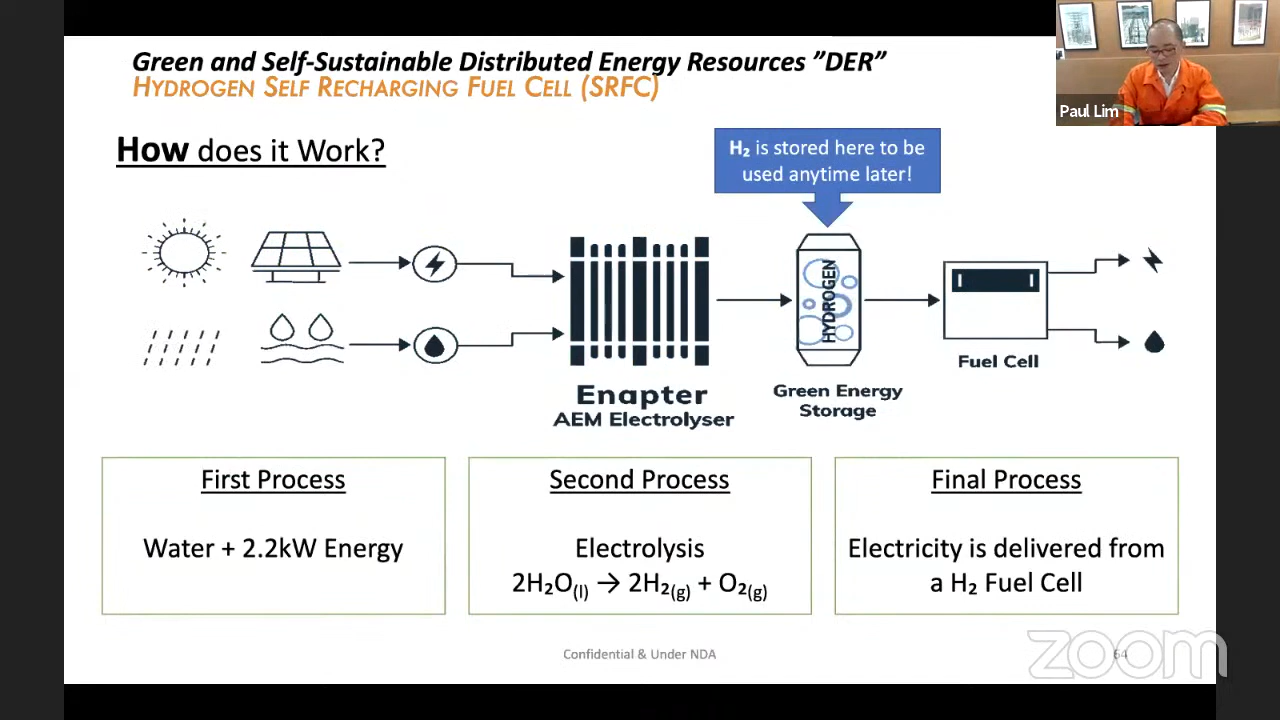 Green and Self-Sustainable Distributed Energy Resources ”DER”
HYDROGEN SELF RECHARGING FUEL CELL (SRFC)
Paul Lim
How does it Work?
H₂ is stored here to be
used anytime later!
HYDROGEN
Enapter
AEM Electrolyser
Green Energy
Storage
Fuel Cell
First Process
Water + 2.2kW Energy
Second Process
Electrolysis
2H₂O(l) → 2H₂(g) + O₂(g)
Final Process
Electricity is delivered from
a H₂ Fuel Cell
Confidential & Under NDA
64
zoom